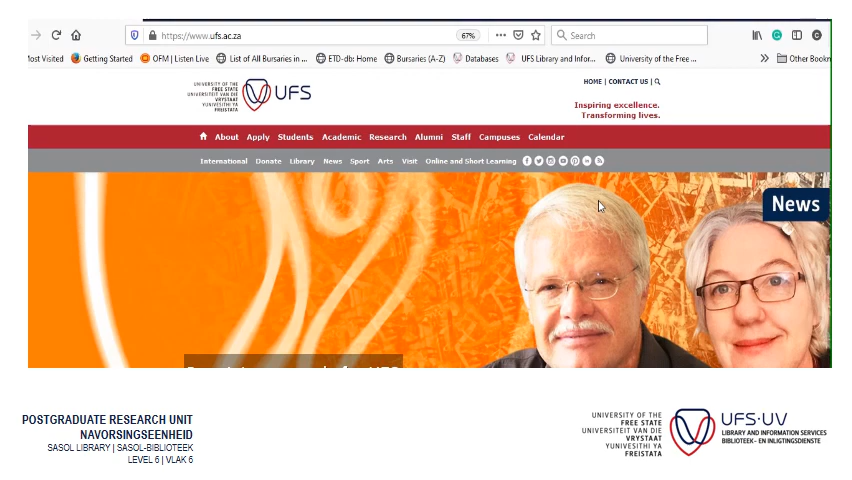 https://www.ufs.ac.za
67%
Search
Most Visited Getting Started OFM | Listen Live List of All Bursaries in ... ETD-db: Home Bursaries (A-Z) Databases UFS Library and Infor... University of the Free ... Other Bookm
UNIVERSITY OF THE
FREE STATE
UNIVERSITEIT VAN DIE
VRYSTAAT
YUNIVESITHI YA
FREISTATA
UFS
HOME | CONTACT US |
Inspiring excellence.
Transforming lives.
About Apply Students Academic Research Alumni Staff Campuses Calendar
International Donate Library News Sport Arts Visit Online and Short Learning
News
POSTGRADUATE RESEARCH UNIT
NAVORSINGSEENHEID
SASOL LIBRARY | SASOL-BIBLIOTEEK
LEVEL 6 | VLAK 6
UNIVERSITY OF THE
FREE STATE
UNIVERSITEIT VAN DIE
VRYSTAAT
YUNIVESITHI YA
FREISTATA
UFS·UV
LIBRARY AND INFORMATION SERVICES
BIBLIOTEEK- EN INLIGTINGSDIENSTE